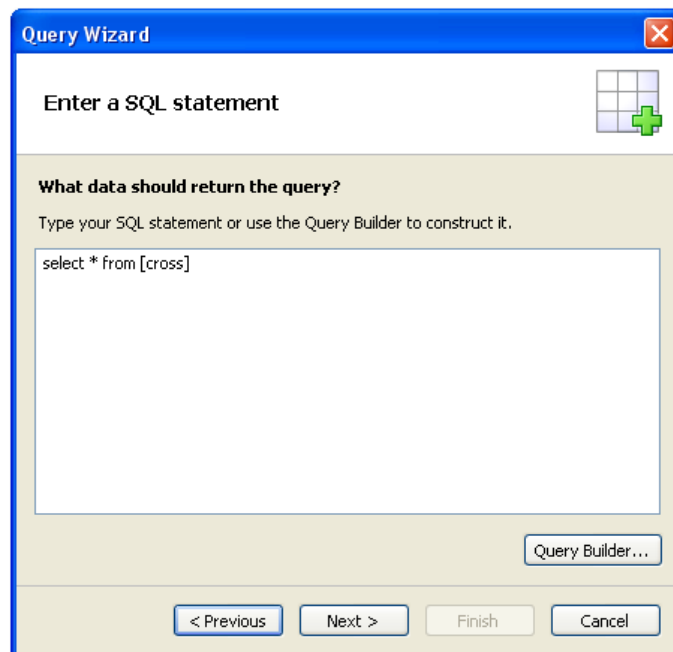 Query Wizard
Enter a SQL statement
What data should return the query?
Type your SQL statement or use the Query Builder to construct it.
select * from [cross]
Query Builder...
< Previous
Next >
Finish
Cancel